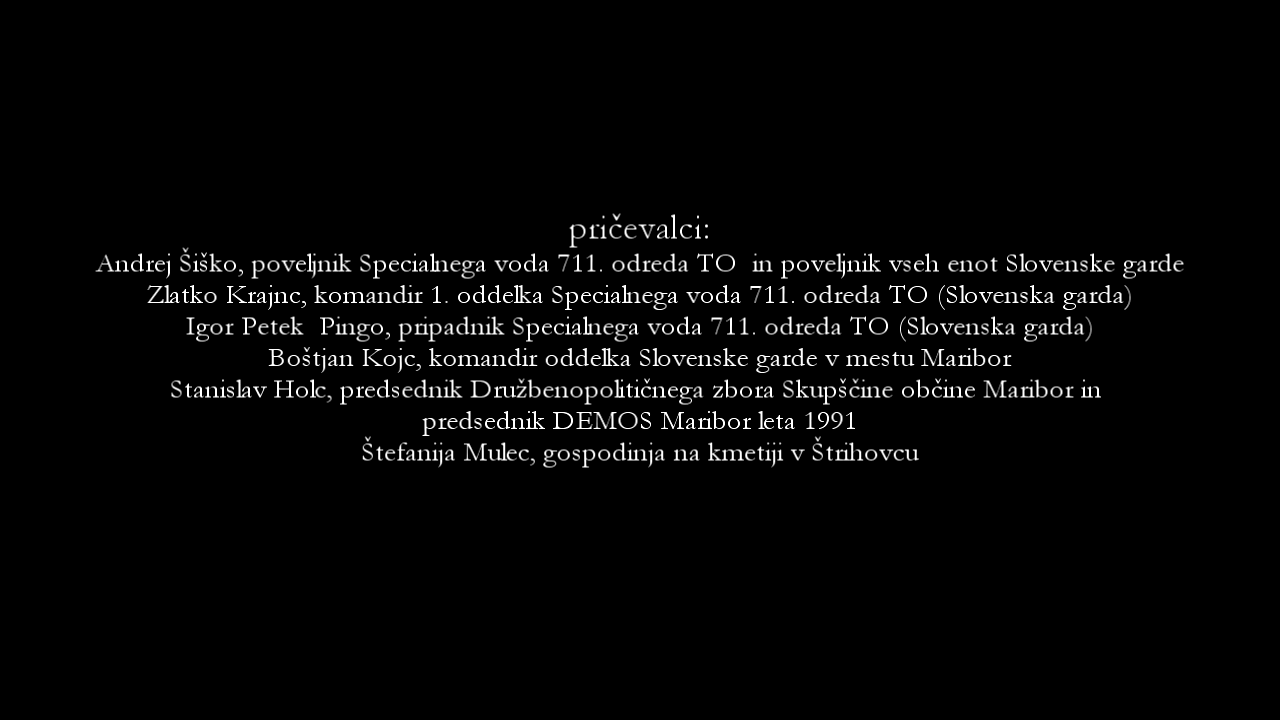 pričevalci:
Andrej Šiško, poveljnik Specialnega voda 711. odreda TO  in poveljnik vseh enot Slovenske garde
Zlatko Krajnc, komandir 1. oddelka Specialnega voda 711. odreda TO (Slovenska garda)
Igor Petek  Pingo, pripadnik Specialnega voda 711. odreda TO (Slovenska garda)
Boštjan Kojc, komandir oddelka Slovenske garde v mestu Maribor
Stanislav Holc, predsednik Družbenopolitičnega zbora Skupščine občine Maribor in
predsednik DEMOS Maribor leta 1991
Štefanija Mulec, gospodinja na kmetiji v Štrihovcu